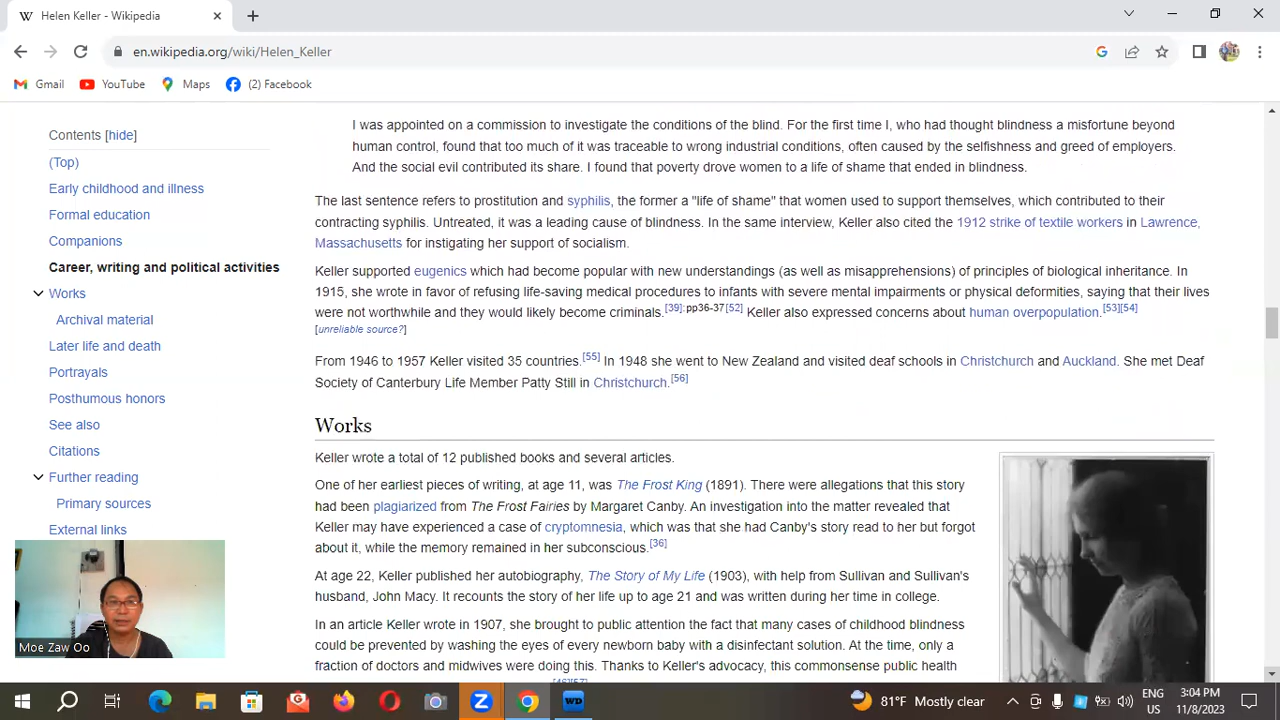 Helen Keller - Wikipedia
en.wikipedia.org/wiki/Helen_Keller
Gmail YouTube Maps (2) Facebook
Contents [hide]
(Top)
Early childhood and illness
Formal education
Companions
Career, writing and political activities
Works
Archival material
Later life and death
Portrayals
Posthumous honors
See also
Citations
Further reading
Primary sources
External links
I was appointed on a commission to investigate the conditions of the blind. For the first time I, who had thought blindness a misfortune beyond
human control, found that too much of it was traceable to wrong industrial conditions, often caused by the selfishness and greed of employers.
And the social evil contributed its share. I found that poverty drove women to a life of shame that ended in blindness.
The last sentence refers to prostitution and syphilis, the former a "life of shame" that women used to support themselves, which contributed to their
contracting syphilis. Untreated, it was a leading cause of blindness. In the same interview, Keller also cited the 1912 strike of textile workers in Lawrence,
Massachusetts for instigating her support of socialism.
Keller supported eugenics which had become popular with new understandings (as well as misapprehensions) of principles of biological inheritance. In
1915, she wrote in favor of refusing life-saving medical procedures to infants with severe mental impairments or physical deformities, saying that their lives
were not worthwhile and they would likely become criminals.[39]:pp36-37[52] Keller also expressed concerns about human overpopulation.[53][54]
[unreliable source?]
From 1946 to 1957 Keller visited 35 countries.[55] In 1948 she went to New Zealand and visited deaf schools in Christchurch and Auckland. She met Deaf
Society of Canterbury Life Member Patty Still in Christchurch.[56]
Works
Keller wrote a total of 12 published books and several articles.
One of her earliest pieces of writing, at age 11, was The Frost King (1891). There were allegations that this story
had been plagiarized from The Frost Fairies by Margaret Canby. An investigation into the matter revealed that
Keller may have experienced a case of cryptomnesia, which was that she had Canby's story read to her but forgot
about it, while the memory remained in her subconscious.[36]
At age 22, Keller published her autobiography, The Story of My Life (1903), with help from Sullivan and Sullivan's
husband, John Macy. It recounts the story of her life up to age 21 and was written during her time in college.
In an article Keller wrote in 1907, she brought to public attention the fact that many cases of childhood blindness
could be prevented by washing the eyes of every newborn baby with a disinfectant solution. At the time, only a
fraction of doctors and midwives were doing this. Thanks to Keller's advocacy, this commonsense public health
Moe Zaw Oo
81°F Mostly clear
ENG
US
3:04 PM
11/8/2023